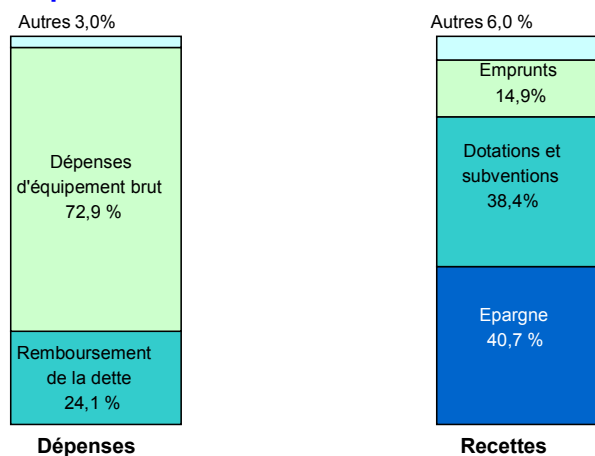 Autres 3,0%
Dépenses
d'équipement brut
72,9 %
Remboursement
de la dette
24,1 %
Dépenses
Autres 6,0 %
Emprunts
14,9%
Dotations et
subventions
38,4%
Epargne
40,7 %
Recettes